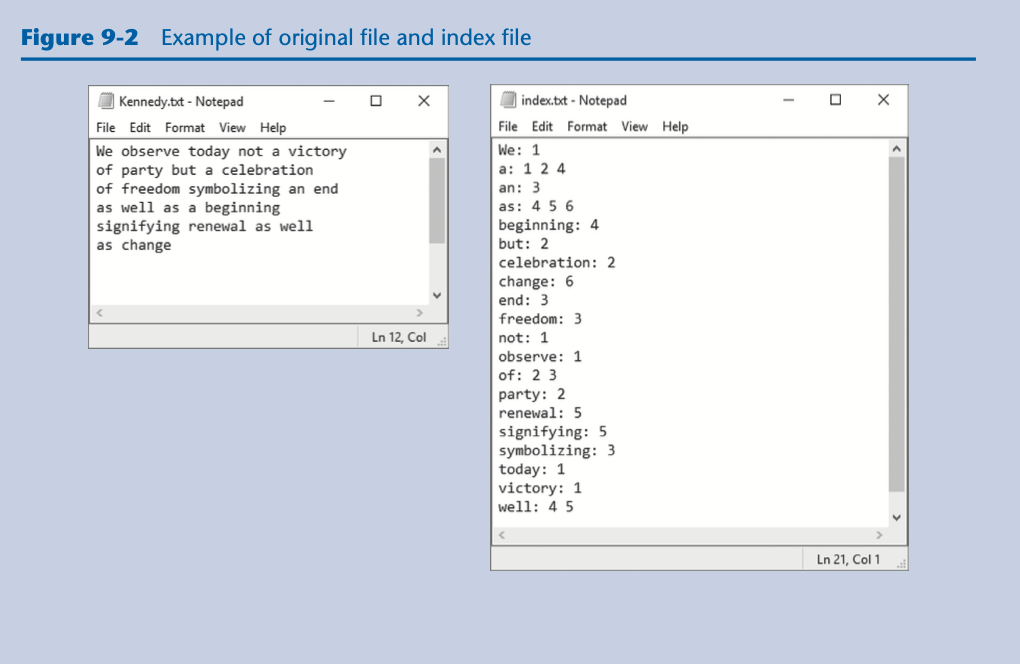 Figure 9-2 Example of original file and index file
Kennedy.txt - Notepad
File Edit Format View Help
We observe today not a victory
of party but a celebration
of freedom symbolizing an end
as well as a beginning
signifying renewal as well
as change
Ln 12, Col
index.txt - Notepad
File Edit Format View Help
We: 1
a: 1 2 4
an: 3
as: 4 5 6
beginning: 4
but: 2
celebration: 2
change: 6
end: 3
freedom: 3
not: 1
observe: 1
of: 2 3
party: 2
renewal: 5
signifying: 5
symbolizing: 3
today: 1
victory: 1
well: 4 5
Ln 21, Col 1